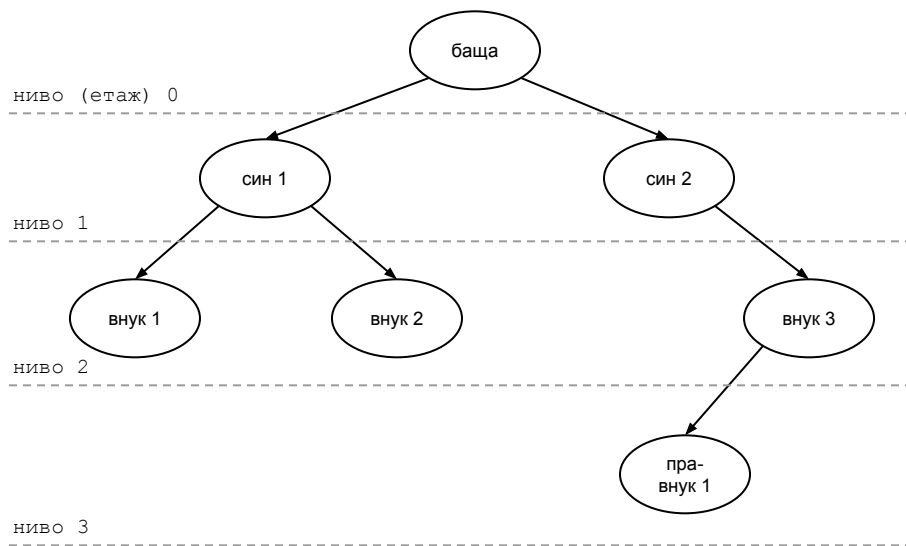 баща
ниво (етаж) 0
син 1
син 2
ниво 1
внук 1
внук 2
внук 3
ниво 2
пра-
внук 1
ниво 3